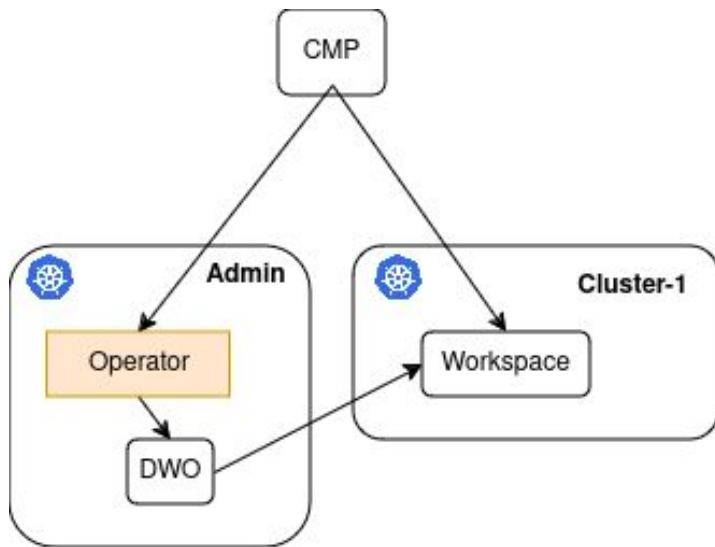 CMP
Admin
Cluster-1
Operator
Workspace
DWO